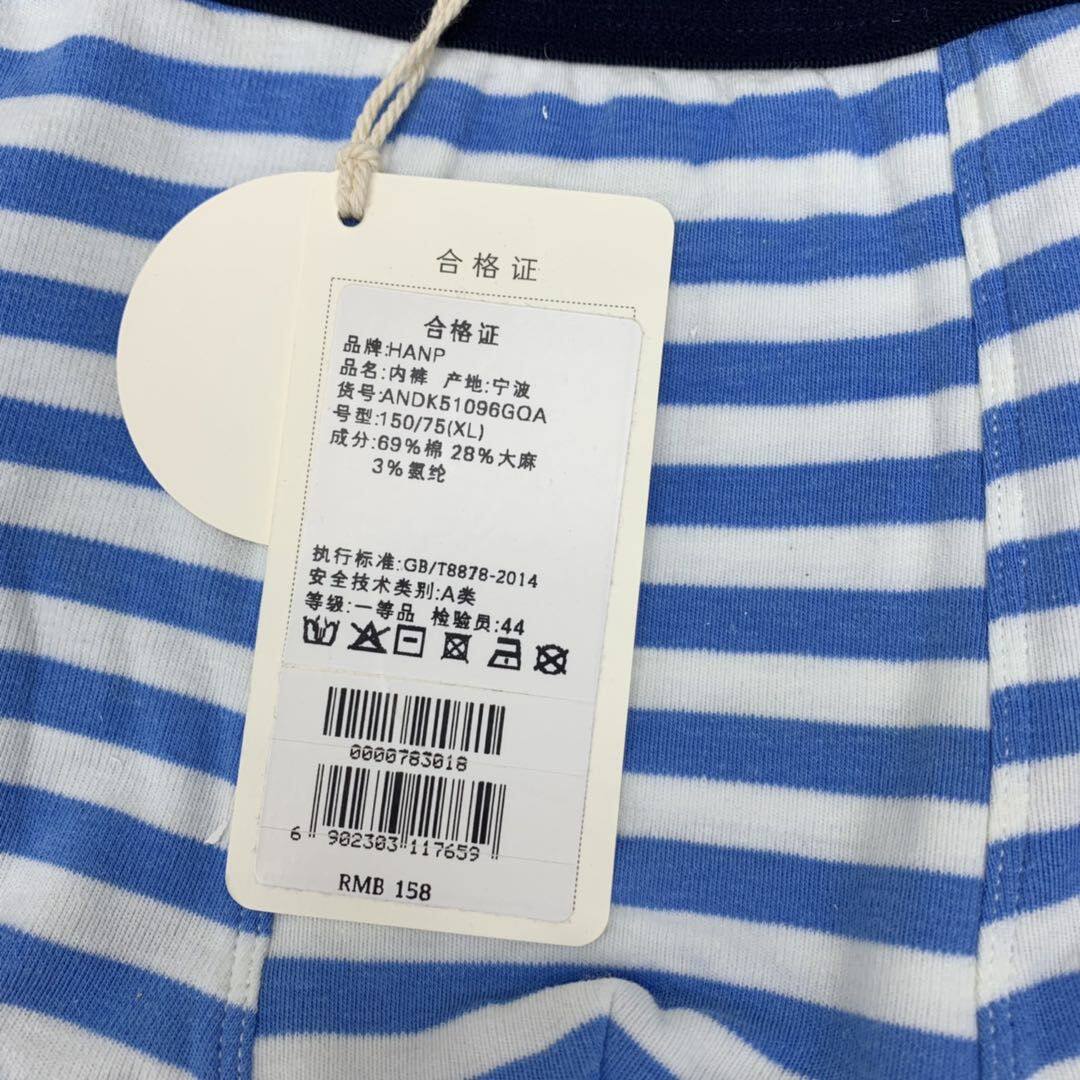 合格证
合格证
品牌:HANP
品名:内裤 产地:宁波
货号:ANDK51096GQA
号型:150/75(XL)
成分:69%棉 28%大麻
3%氨纶
执行标准:GB/T8878-2014
安全技术类别:A类
等级:一等品 检验员:44
0000783018
6 902303 117659
RMB 158